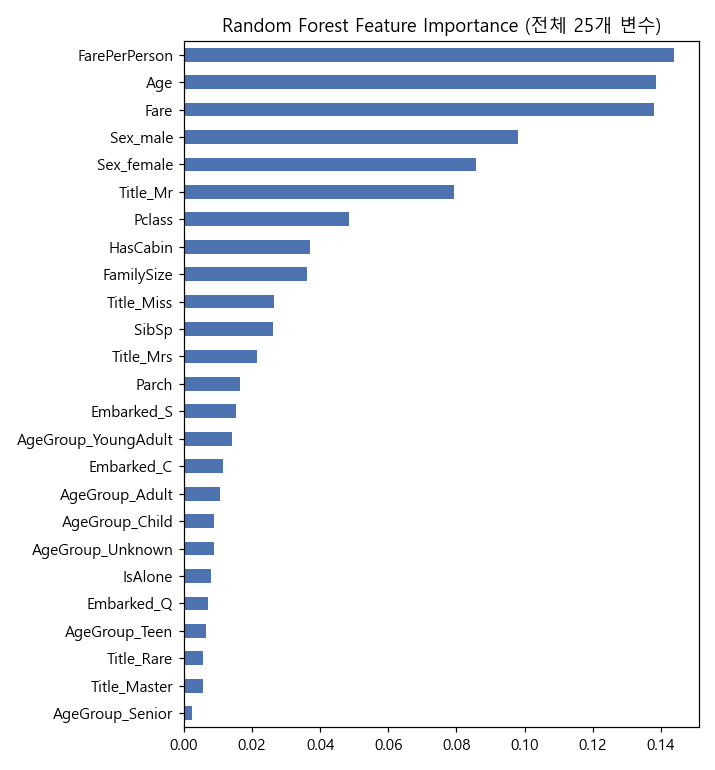 Random Forest Feature Importance (전체 25개 변수)
FarePerPerson
Age
Fare
Sex_male
Sex_female
Title_Mr
Pclass
HasCabin
FamilySize
Title_Miss
SibSp
Title_Mrs
Parch
Embarked_S
AgeGroup_YoungAdult
Embarked_C
AgeGroup_Adult
AgeGroup_Child
AgeGroup_Unknown
IsAlone
Embarked_Q
AgeGroup_Teen
Title_Rare
Title_Master
AgeGroup_Senior
0.00 0.02 0.04 0.06 0.08 0.10 0.12 0.14